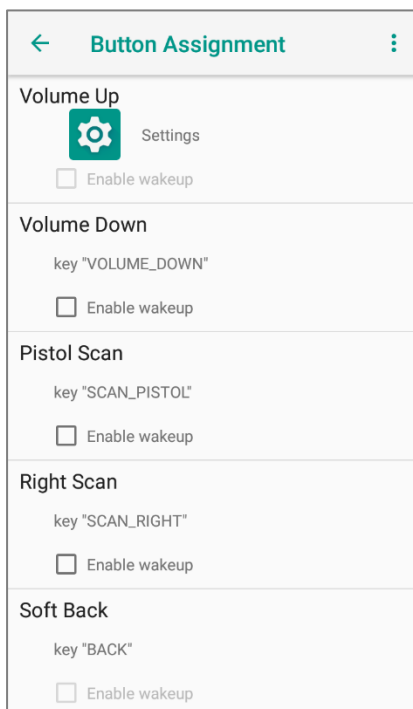 Button Assignment
Volume Up
Settings
Enable wakeup
Volume Down
key "VOLUME_DOWN"
Enable wakeup
Pistol Scan
key "SCAN_PISTOL"
Enable wakeup
Right Scan
key "SCAN_RIGHT"
Enable wakeup
Soft Back
key "BACK"
Enable wakeup